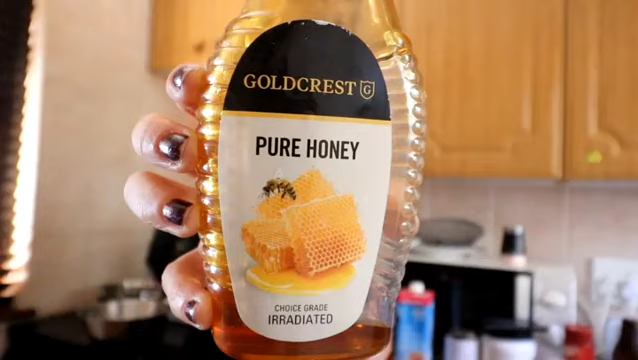 GOLDCREST G
PURE HONEY
CHOICE GRADE
IRRADIATED